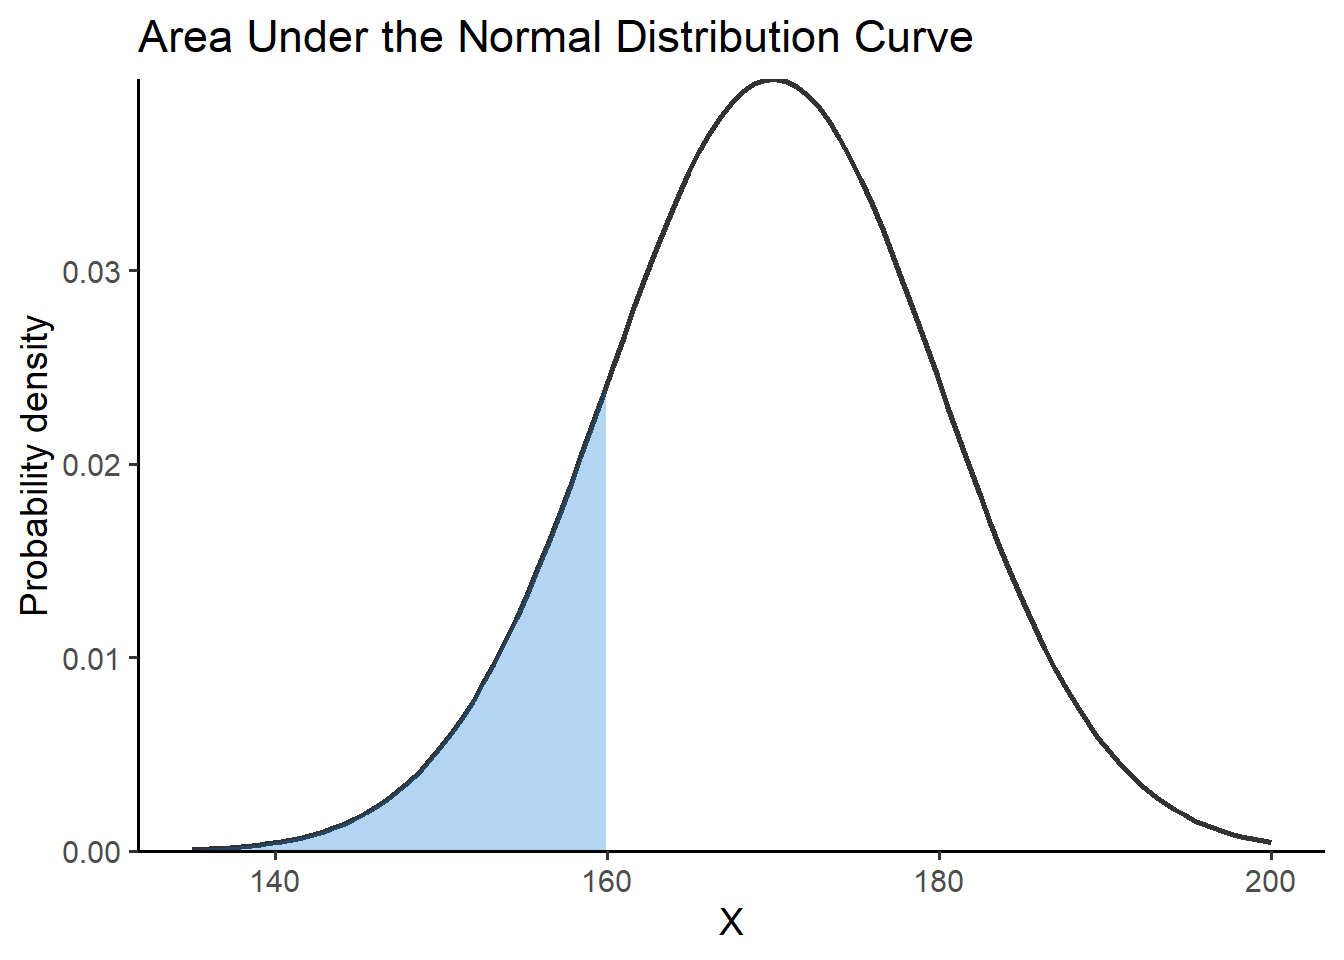 Area Under the Normal Distribution Curve
Probability density
0.03
0.02
0.01
0.00
140 160 180 200
X